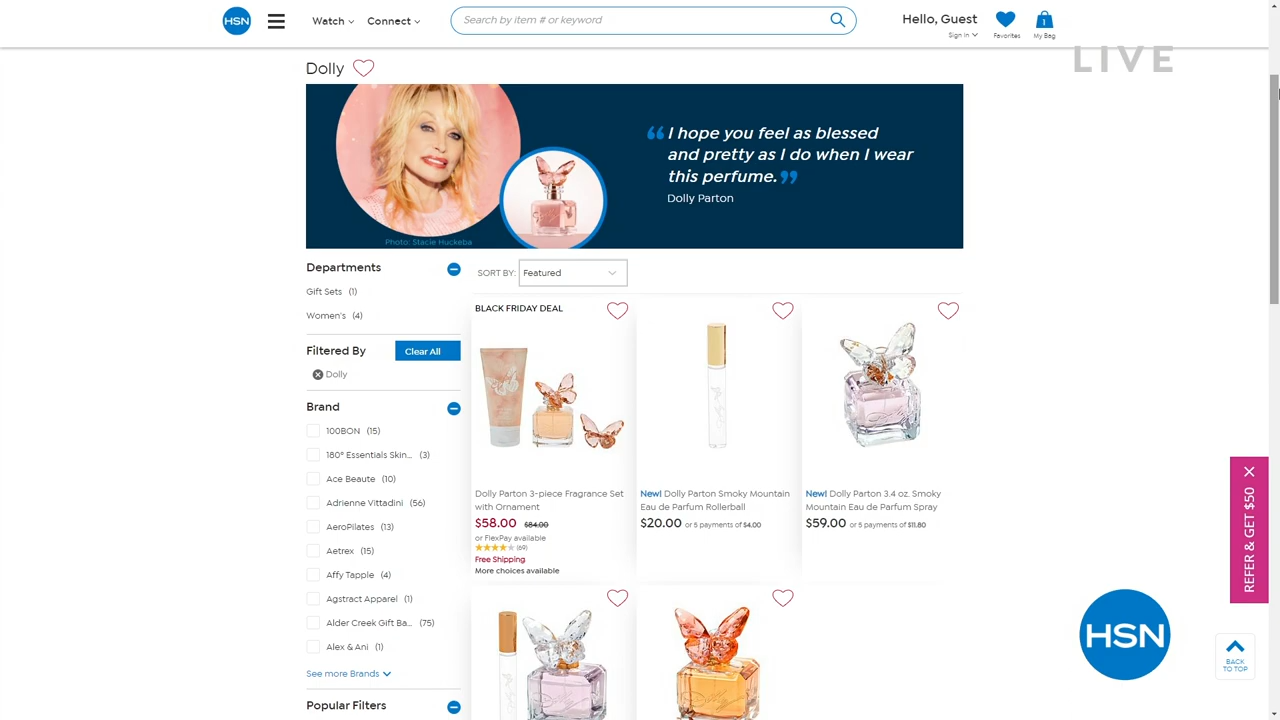 HSN
Watch
Connect
Search by item # or keyword
Hello, Guest
Sign In
Favorites
1
My Bag
LIVE
Dolly
“ I hope you feel as blessed
and pretty as I do when I wear
this perfume. ”
Dolly Parton
Photo: Stacie Huckeba
Departments
Gift Sets (1)
Women's (4)
Filtered By
Clear All
Dolly
Brand
100BON (15)
180º Essentials Skin... (3)
Ace Beaute (10)
Adrienne Vittadini (56)
AeroPilates (13)
Aetrex (15)
Affy Tapple (4)
Agstract Apparel (1)
Alder Creek Gift Ba... (75)
Alex & Ani (1)
See more Brands
Popular Filters
SORT BY: Featured
BLACK FRIDAY DEAL
Dolly Parton 3-piece Fragrance Set
with Ornament
$58.00 $84.00
or FlexPay available
(69)
Free Shipping
More choices available
New! Dolly Parton Smoky Mountain
Eau de Parfum Rollerball
$20.00 or 5 payments of $4.00
New! Dolly Parton 3.4 oz. Smoky
Mountain Eau de Parfum Spray
$59.00 or 5 payments of $11.80
REFER & GET $50
HSN
BACK
TO TOP